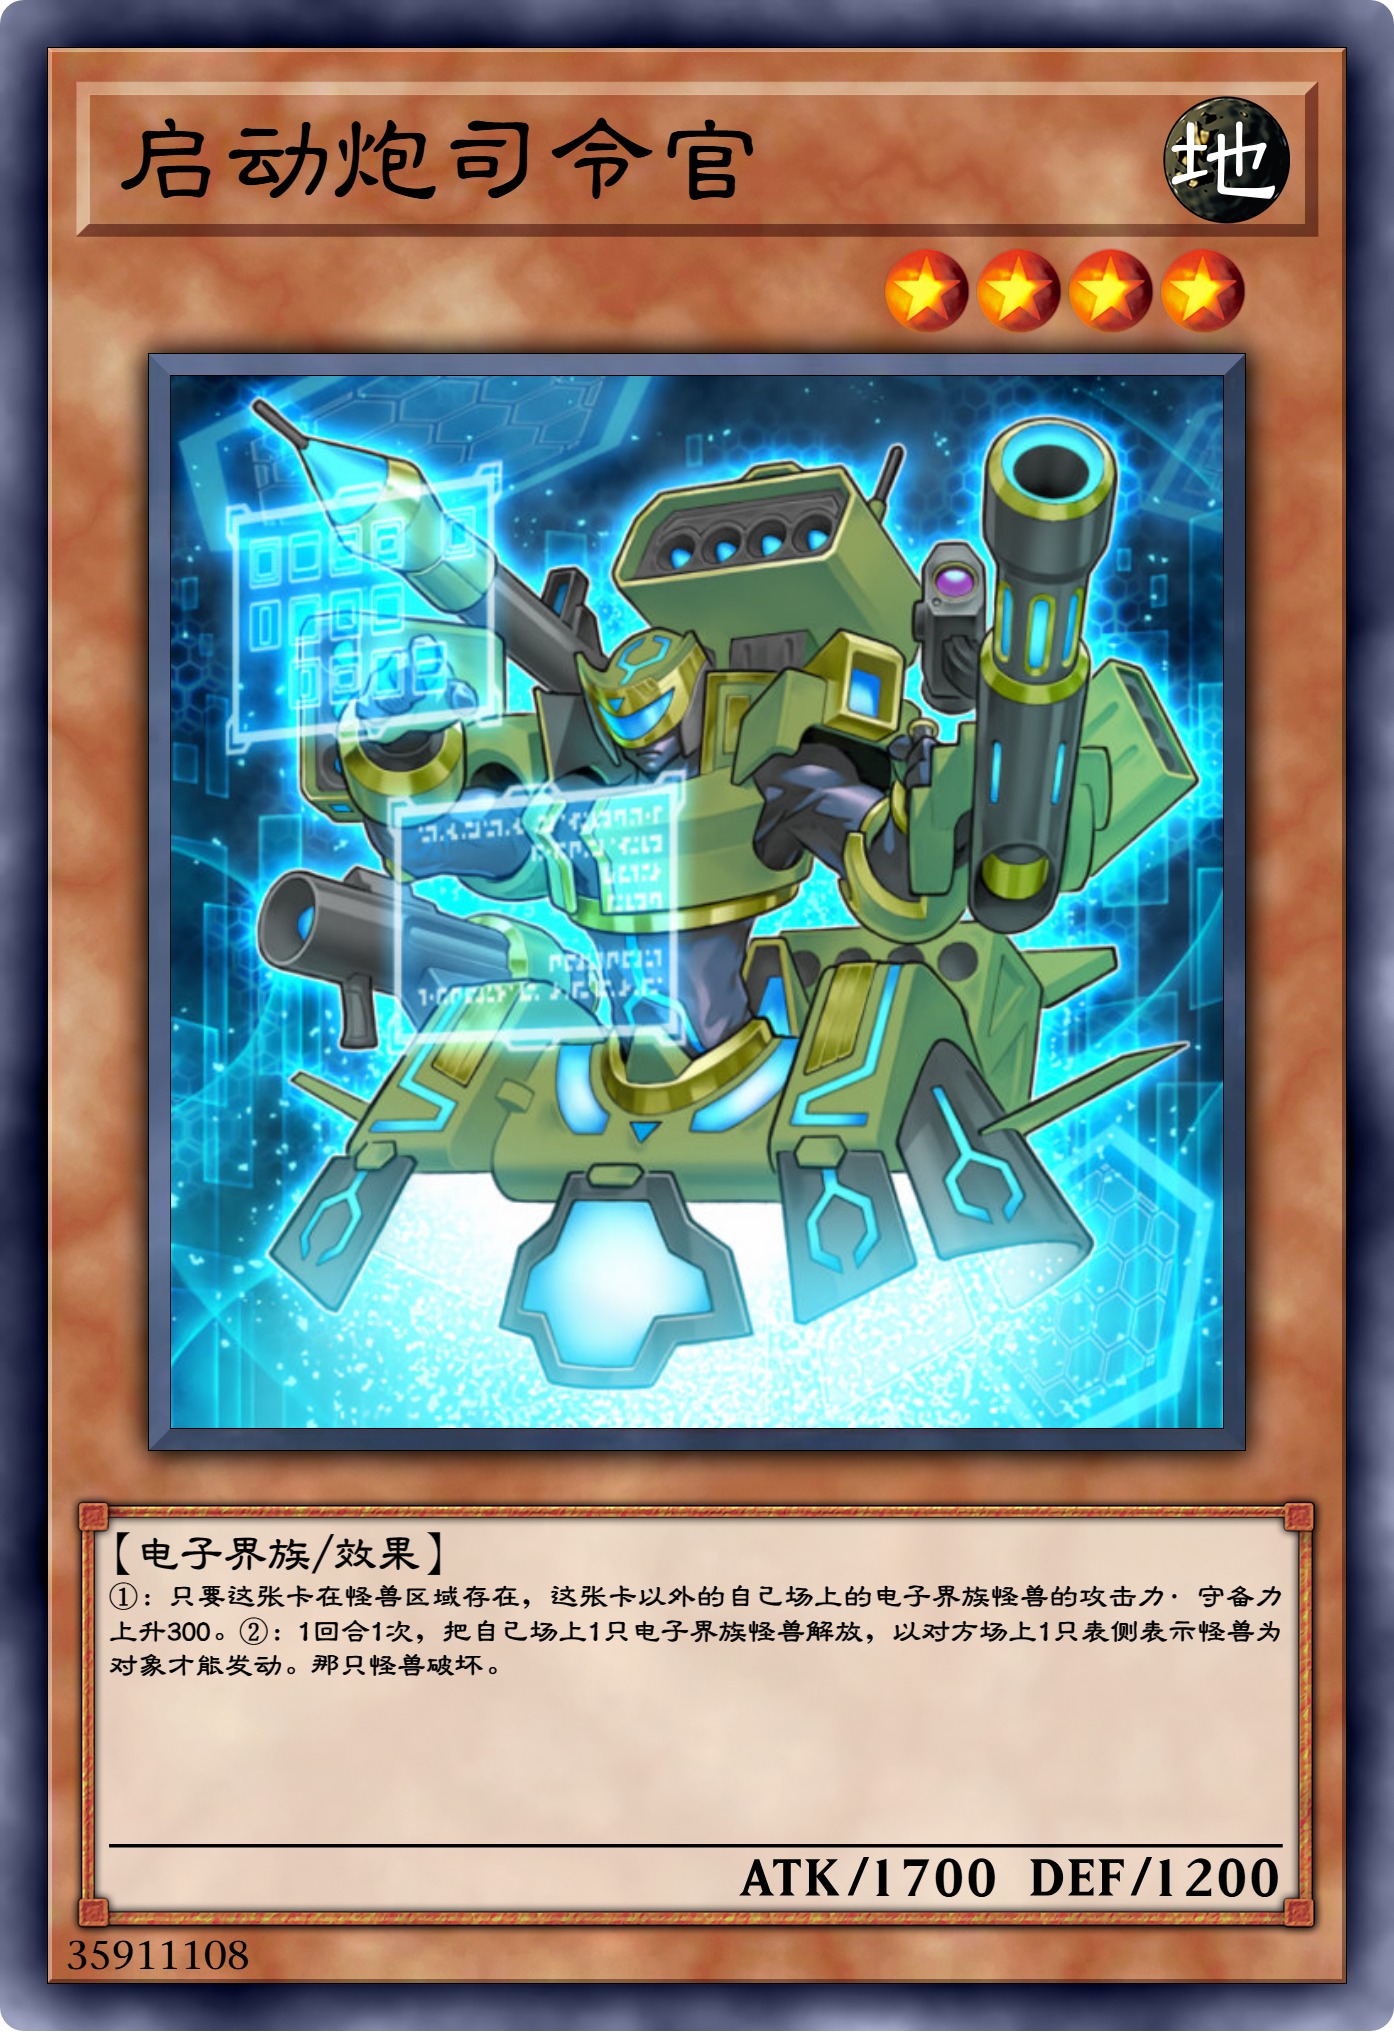 启动炮司令官
地
【电子界族/效果】
①：只要这张卡在怪兽区域存在，这张卡以外的自己场上的电子界族怪兽的攻击力·守备力
上升300。②：1回合1次，把自己场上1只电子界族怪兽解放，以对方场上1只表侧表示怪兽为
对象才能发动。那只怪兽破坏。
ATK/1700 DEF/1200
35911108